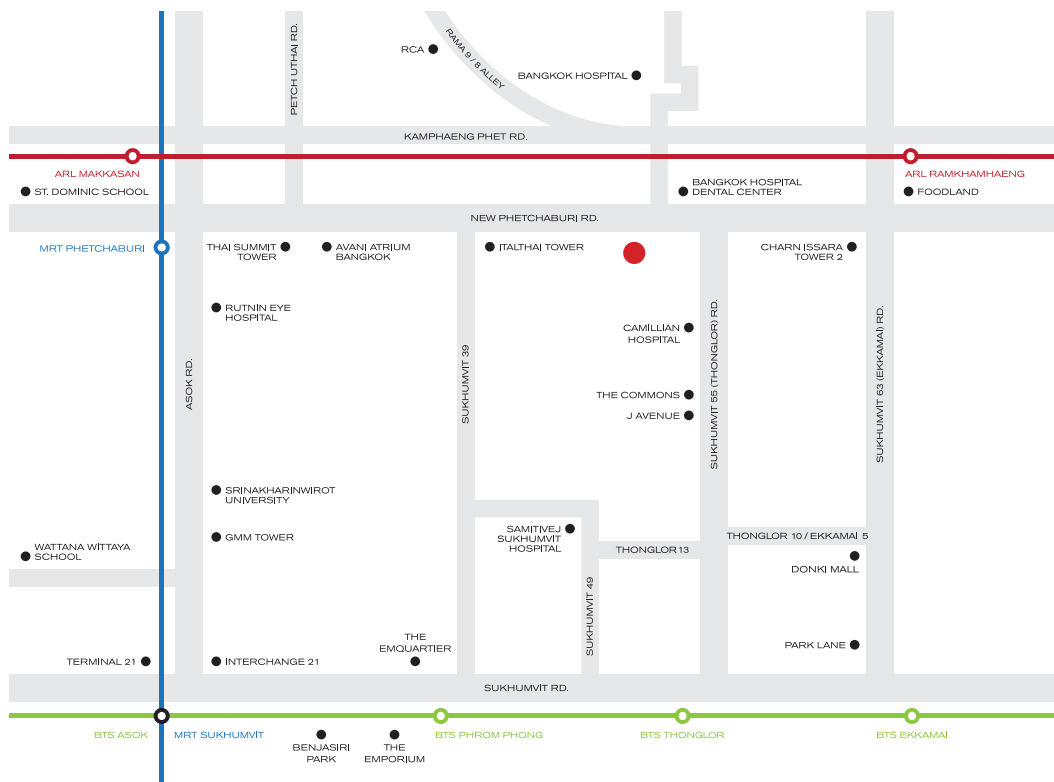 PETCH UTHAI RD.
RCA
RAMA 9 / 8 ALLEY
BANGKOK HOSPITAL
KAMPHAENG PHET RD.
ARL MAKKASAN
ARL RAMKHAMHAENG
ST. DOMINIC SCHOOL
BANGKOK HOSPITAL
DENTAL CENTER
FOODLAND
NEW PHETCHABURI RD.
MRT PHETCHABURI
THAI SUMMIT
TOWER
AVANI ATRIUM
BANGKOK
ITALTHAI TOWER
CHARN ISSARA
TOWER 2
RUTNIN EYE
HOSPITAL
CAMILLIAN
HOSPITAL
ASOK RD.
SUKHUMVIT 39
SUKHUMVIT 55 (THONGLOR) RD.
SUKHUMVIT 63 (EKKAMAI) RD.
THE COMMONS
J AVENUE
SRINAKHARINWIROT
UNIVERSITY
GMM TOWER
SAMITIVEJ
SUKHUMVIT
HOSPITAL
THONGLOR 10 / EKKAMAI 5
WATTANA WITTAYA
SCHOOL
THONGLOR 13
DONKI MALL
SUKHUMVIT 49
THE
EMQUARTIER
PARK LANE
TERMINAL 21
INTERCHANGE 21
SUKHUMVIT RD.
BTS ASOK
MRT SUKHUMVIT
BTS PHROM PHONG
BTS THONGLOR
BTS EKKAMAI
BENJASIRI
PARK
THE
EMPORIUM